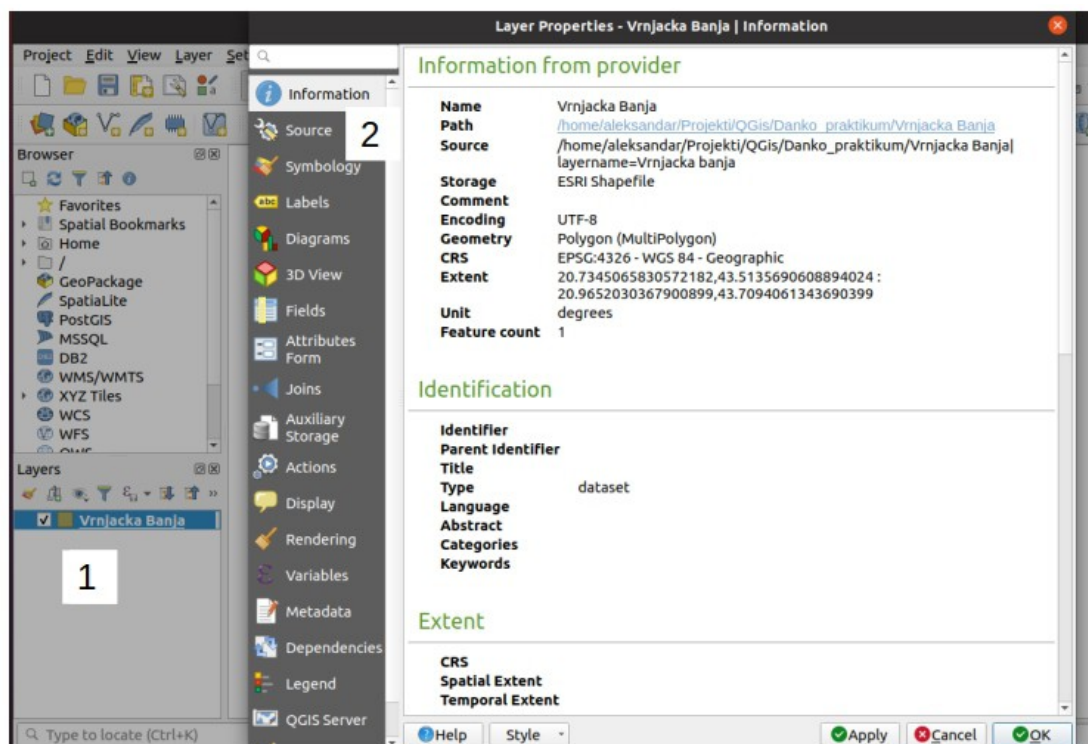 Layer Properties - Vrnjacka Banja | Information
Project Edit View Layer Set
Browser
Favorites
Spatial Bookmarks
Home
/
GeoPackage
SpatiaLite
PostGIS
MSSQL
DB2
WMS/WMTS
XYZ Tiles
WCS
WFS
Layers
Vrnjacka Banja
1
Type to locate (Ctrl+K)
Information
Source
2
Symbology
abc Labels
Diagrams
3D View
Fields
Attributes
Form
Joins
Auxiliary
Storage
Actions
Display
Rendering
Variables
Metadata
Dependencies
Legend
QGIS Server
Information from provider
Name Vrnjacka Banja
Path /home/aleksandar/Projekti/QGis/Danko_praktikum/Vrnjacka Banja
Source /home/aleksandar/Projekti/QGis/Danko_praktikum/Vrnjacka Banja|
layername=Vrnjacka banja
Storage ESRI Shapefile
Comment
Encoding UTF-8
Geometry Polygon (MultiPolygon)
CRS EPSG:4326 - WGS 84 - Geographic
Extent 20.7345065830572182,43.5135690608894024 :
20.9652030367900899,43.7094061343690399
Unit degrees
Feature count 1
Identification
Identifier
Parent Identifier
Title
Type dataset
Language
Abstract
Categories
Keywords
Extent
CRS
Spatial Extent
Temporal Extent
Help Style Apply Cancel OK